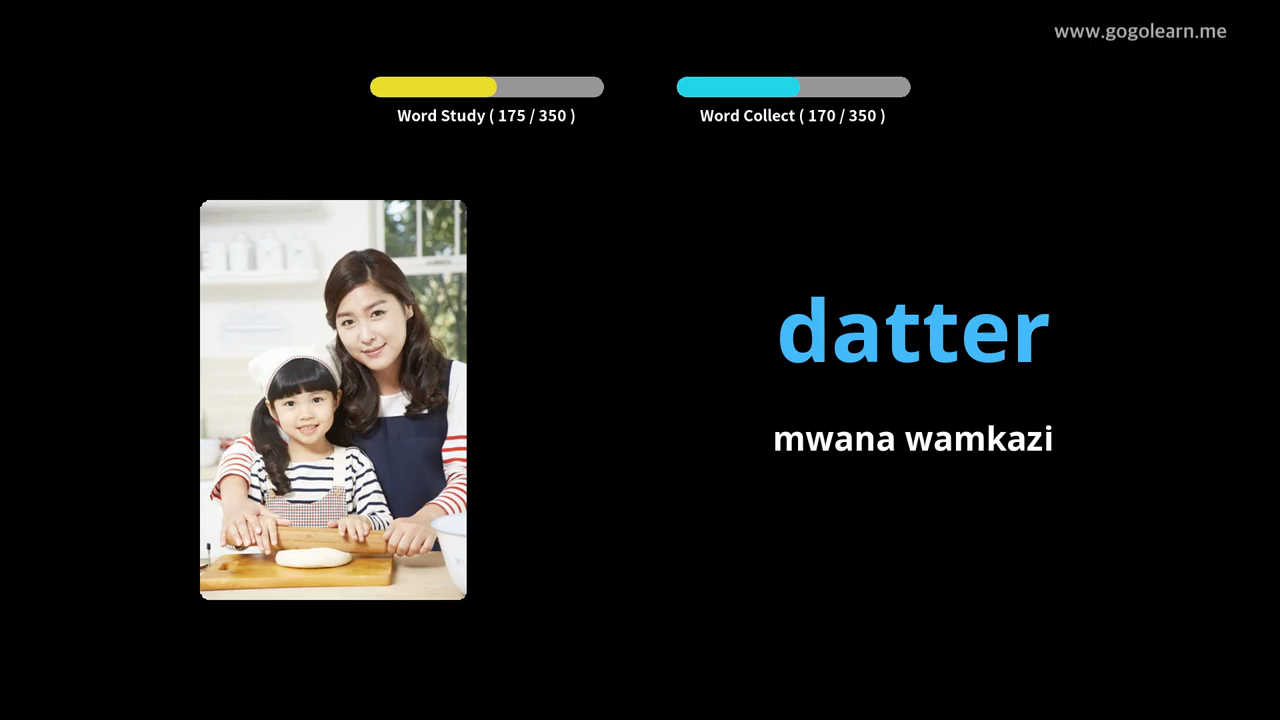 www.gogolearn.me
Word Study ( 175 / 350 )
Word Collect ( 170 / 350 )
datter
mwana wamkazi